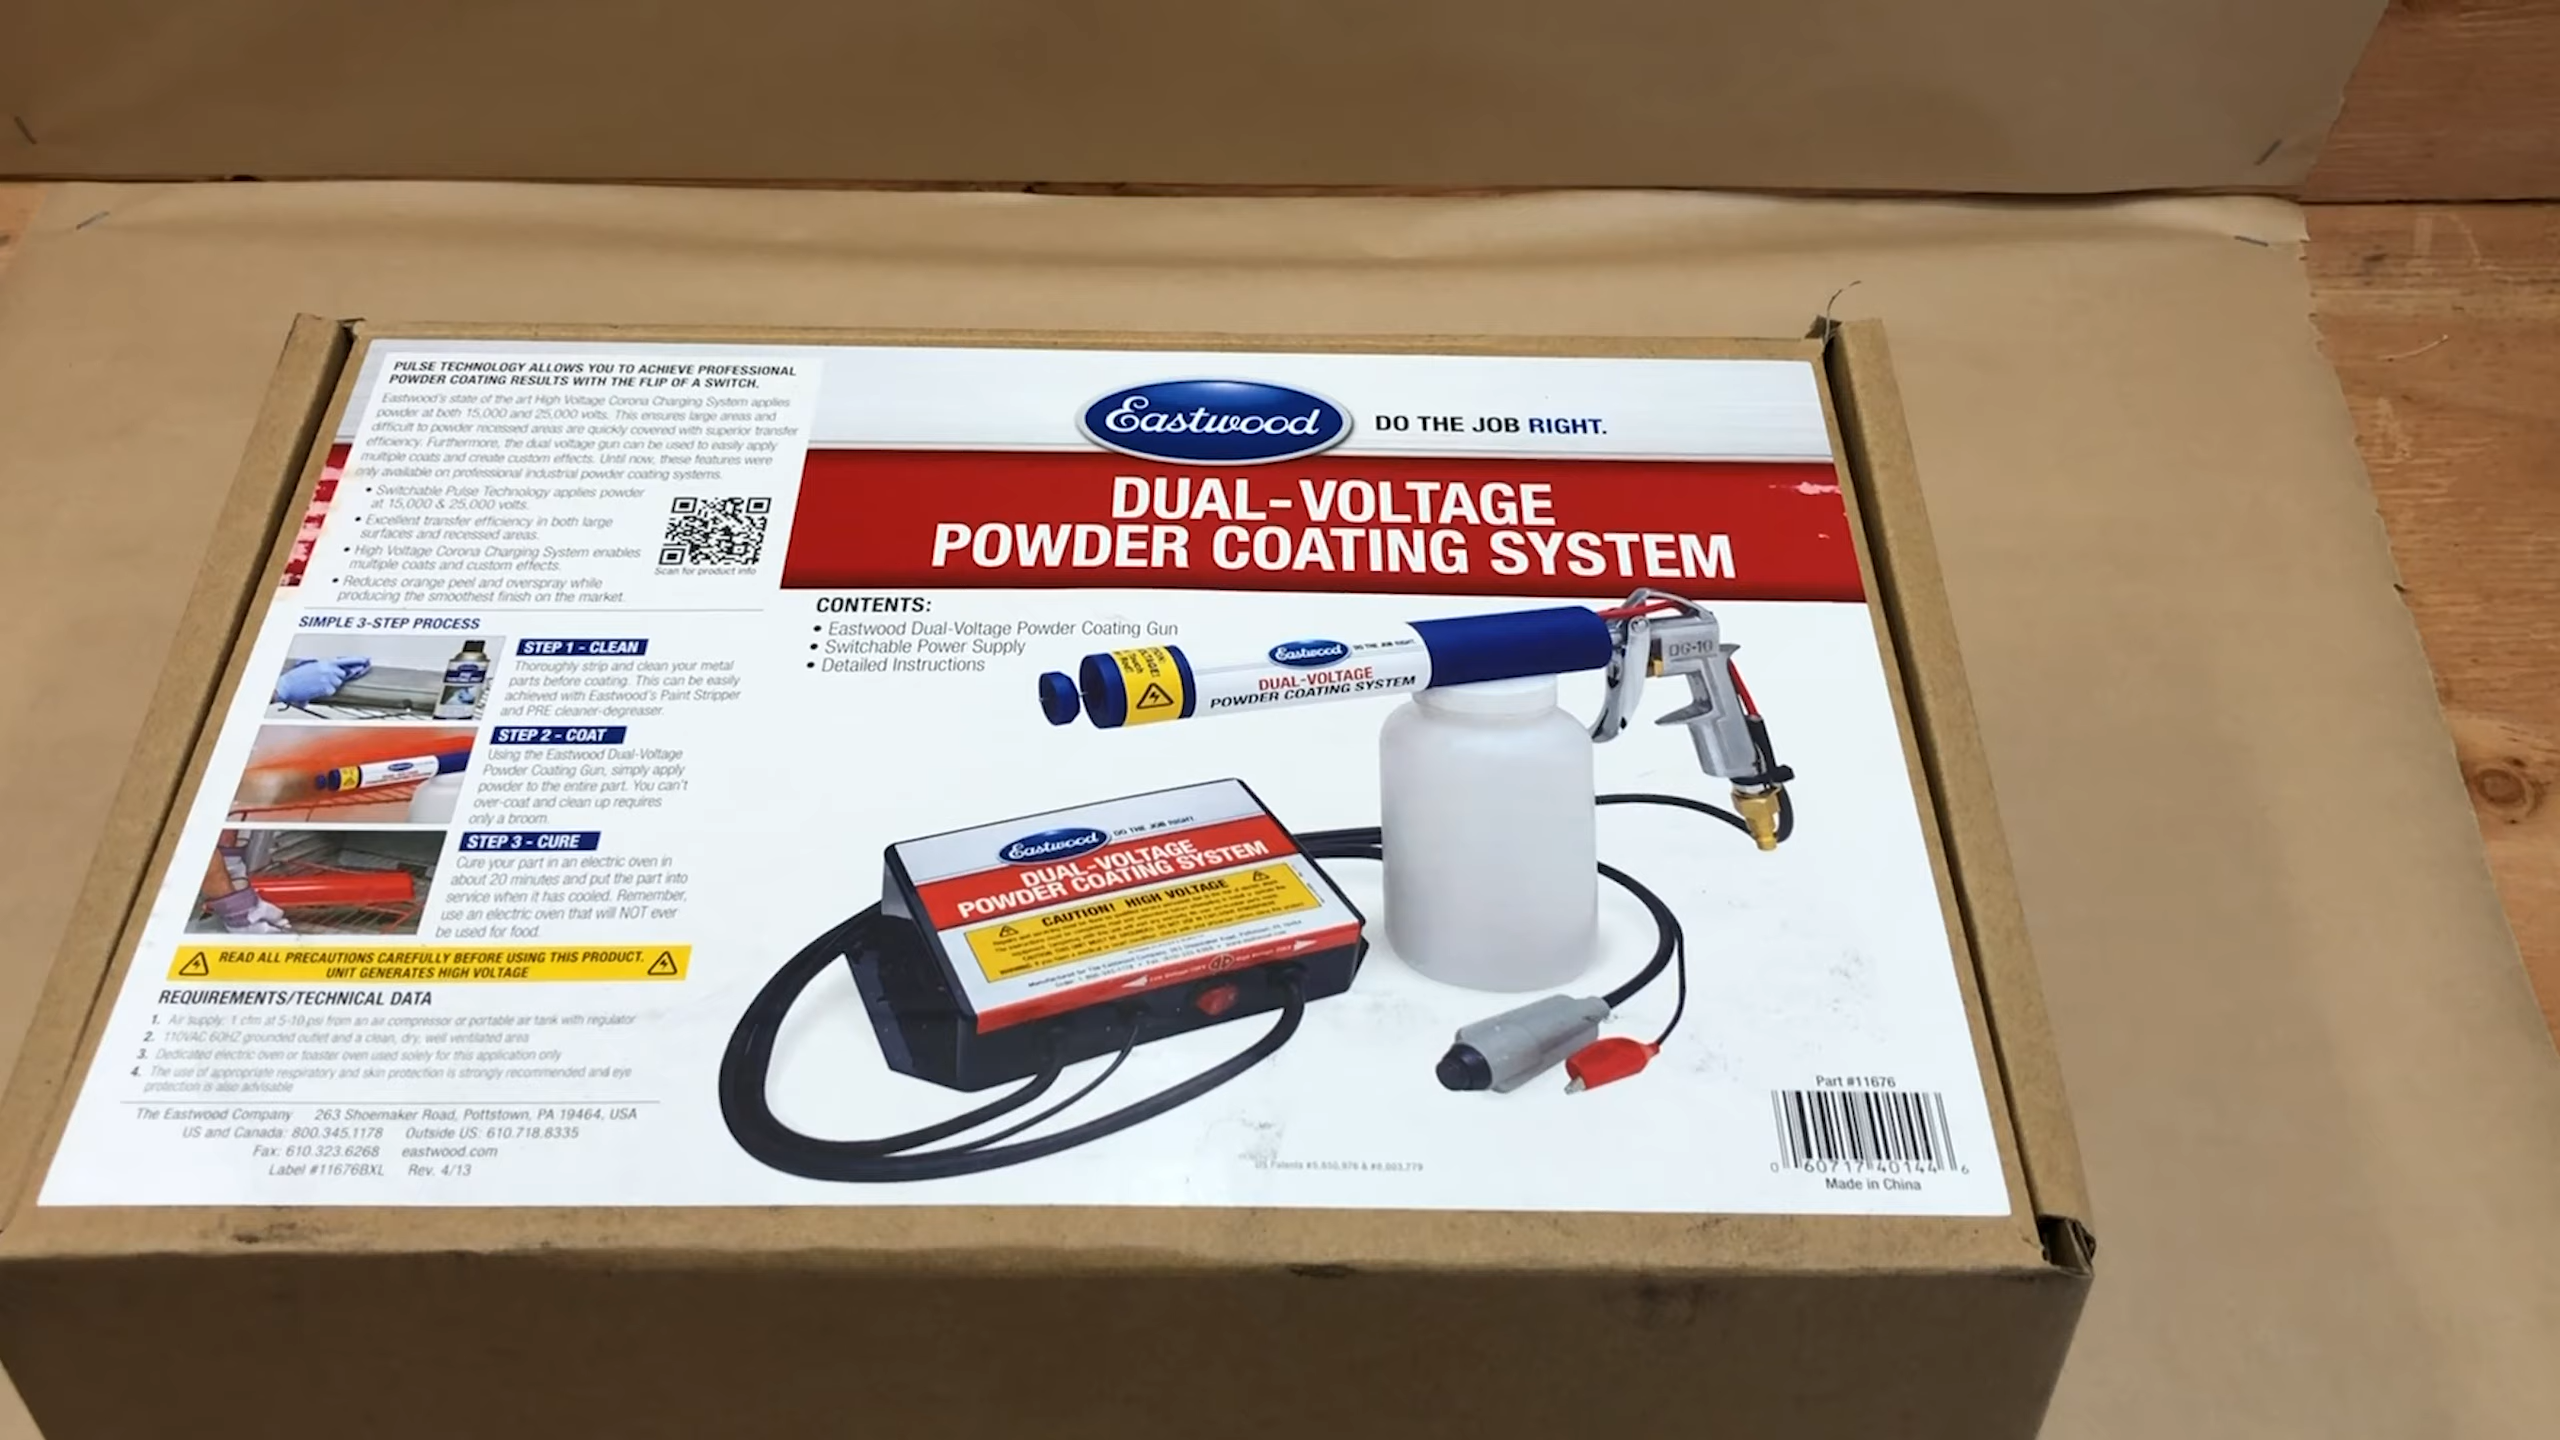 PULSE TECHNOLOGY ALLOWS YOU TO ACHIEVE PROFESSIONAL
POWDER COATING RESULTS WITH THE FLIP OF A SWITCH.
Eastwood's state of the art High Voltage Corona Charging System applies
powder at both 15,000 and 25,000 volts. This ensures large areas and
difficult to powder recessed areas are quickly covered with superior transfer
efficiency. Furthermore, the dual voltage gun can be used to easily apply
multiple coats and create custom effects. Until now, these features were
only available on professional industrial powder coating systems.
• Switchable Pulse Technology applies powder
at 15,000 & 25,000 volts.
• Excellent transfer efficiency in both large
surfaces and recessed areas.
• High Voltage Corona Charging System enables
multiple coats and custom effects.
• Reduces orange peel and overspray while
producing the smoothest finish on the market.
Scan for product info
SIMPLE 3-STEP PROCESS
STEP 1 - CLEAN
Thoroughly strip and clean your metal
parts before coating. This can be easily
achieved with Eastwood's Paint Stripper
and PRE cleaner-degreaser.
STEP 2 - COAT
Using the Eastwood Dual-Voltage
Powder Coating Gun, simply apply
powder to the entire part. You can't
over-coat and clean up requires
only a broom.
STEP 3 - CURE
Cure your part in an electric oven in
about 20 minutes and put the part into
service when it has cooled. Remember,
use an electric oven that will NOT ever
be used for food.
READ ALL PRECAUTIONS CAREFULLY BEFORE USING THIS PRODUCT.
UNIT GENERATES HIGH VOLTAGE
REQUIREMENTS/TECHNICAL DATA
1. Air supply: 1 cfm at 5-10 psi from an air compressor or portable air tank with regulator
2. 110VAC 60HZ grounded outlet and a clean, dry, well ventilated area
3. Dedicated electric oven or toaster oven used solely for this application only
4. The use of appropriate respiratory and skin protection is strongly recommended and eye
protection is also advisable
The Eastwood Company 263 Shoemaker Road, Pottstown, PA 19464, USA
US and Canada: 800.345.1178 Outside US: 610.718.8335
Fax: 610.323.6268 eastwood.com
Label #11676BXL Rev. 4/13
Eastwood DO THE JOB RIGHT.
DUAL-VOLTAGE
POWDER COATING SYSTEM
CONTENTS:
• Eastwood Dual-Voltage Powder Coating Gun
• Switchable Power Supply
• Detailed Instructions
Eastwood DO THE JOB RIGHT.
DUAL-VOLTAGE
POWDER COATING SYSTEM
DG-10
Eastwood DO THE JOB RIGHT.
DUAL-VOLTAGE
POWDER COATING SYSTEM
CAUTION! HIGH VOLTAGE
Part #11676
0 60717 40144 6
Made in China